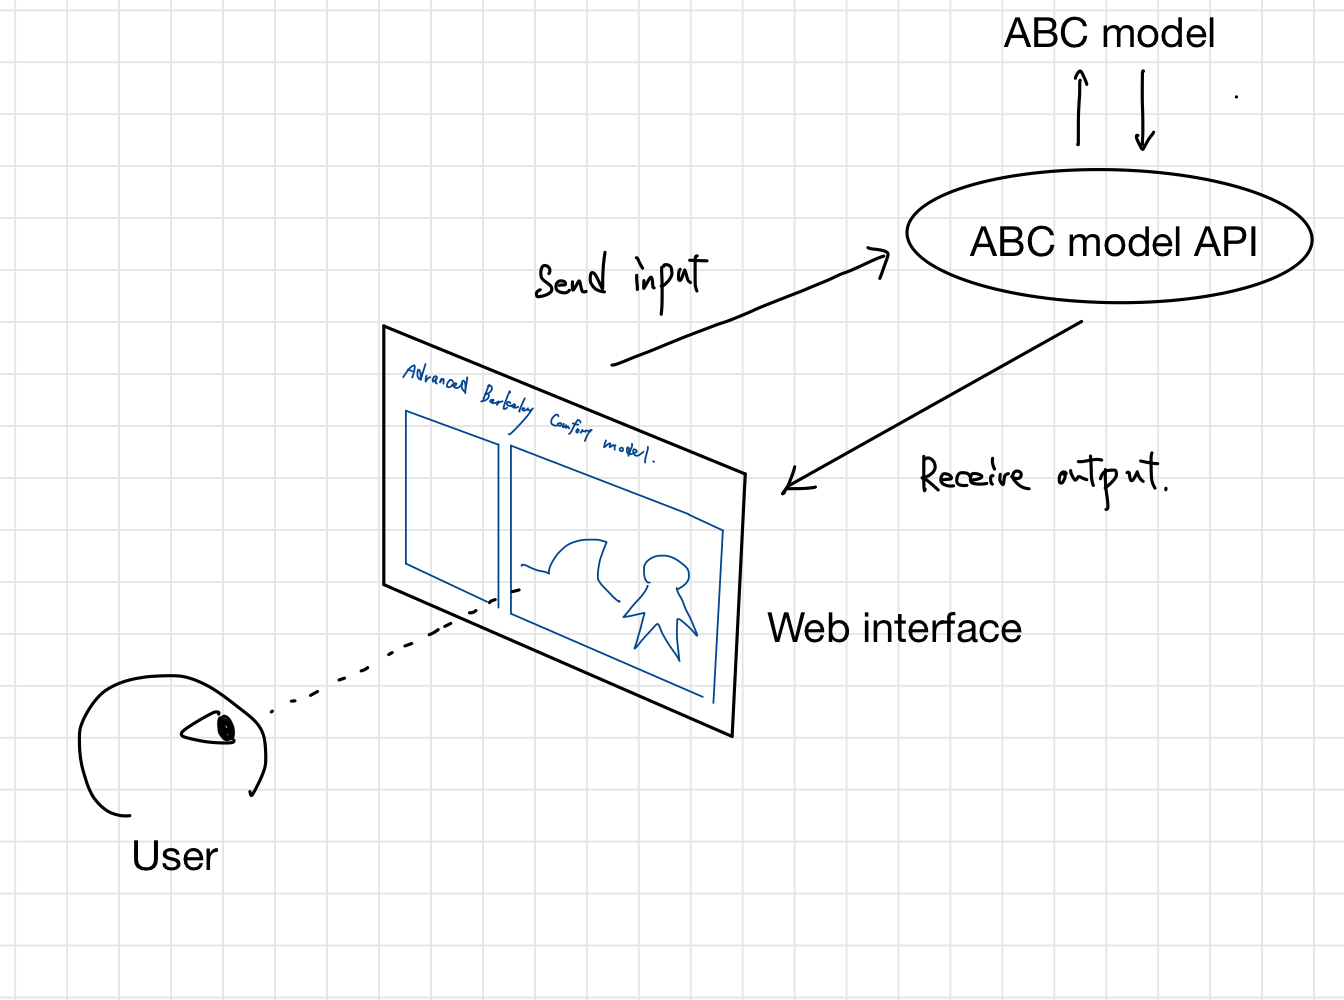 ABC model
ABC model API
Send input
Advanced Berkeley Comfort model.
Receive output.
Web interface
User